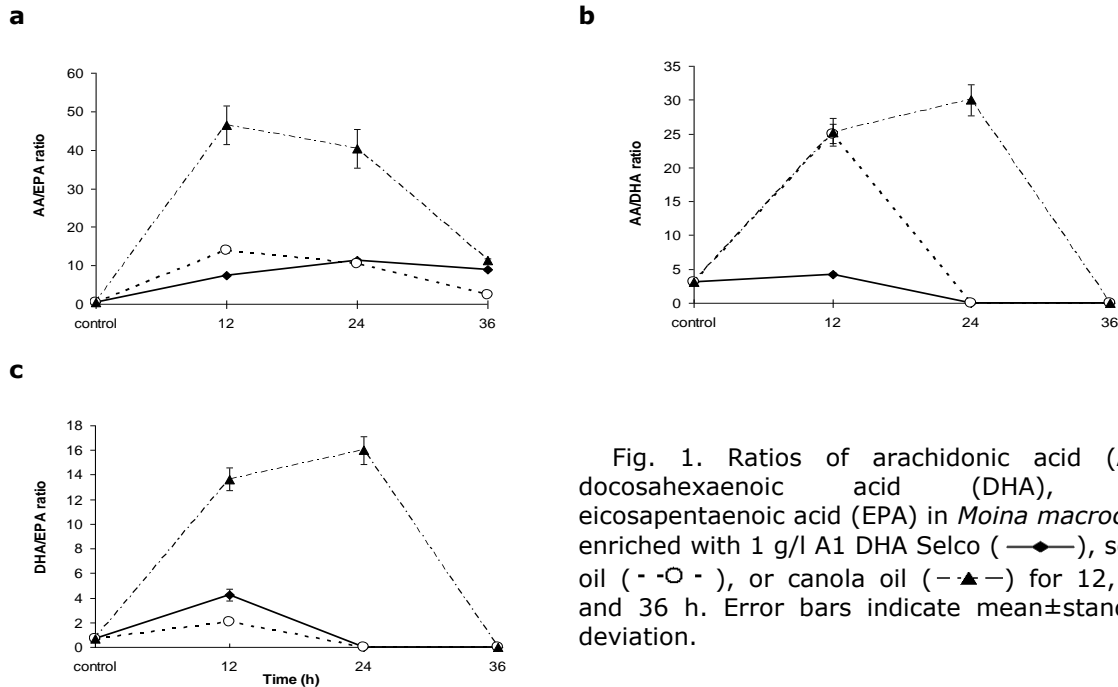 a
60
50
40
30
20
10
0
AA/EPA ratio
control
12
24
36
b
35
30
25
20
15
10
5
0
AA/DHA ratio
control
12
24
36
c
18
16
14
12
10
8
6
4
2
0
DHA/EPA ratio
control
12
24
36
Time (h)
Fig. 1. Ratios of arachidonic acid
docosahexaenoic acid (DHA),
eicosapentaenoic acid (EPA) in Moina
enriched with 1 g/l A1 DHA Selco ( ), 
oil ( ), or canola oil ( ) for 12,
and 36 h. Error bars indicate mean±
deviation.